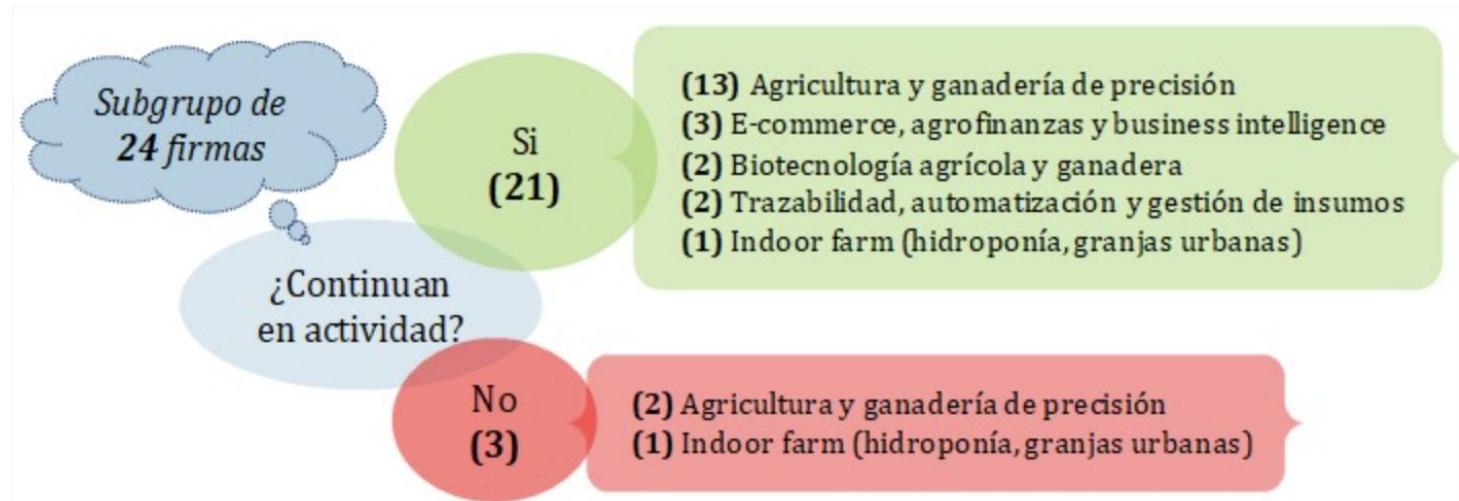 Subgrupo de
24 firmas
¿Continuan
en actividad?
Si
(21)
(13) Agricultura y ganadería de precisión
(3) E-commerce, agrofinanzas y business intelligence
(2) Biotecnología agrícola y ganadera
(2) Trazabilidad, automatización y gestión de insumos
(1) Indoor farm (hidroponía, granjas urbanas)
No
(3)
(2) Agricultura y ganadería de precisión
(1) Indoor farm (hidroponía, granjas urbanas)